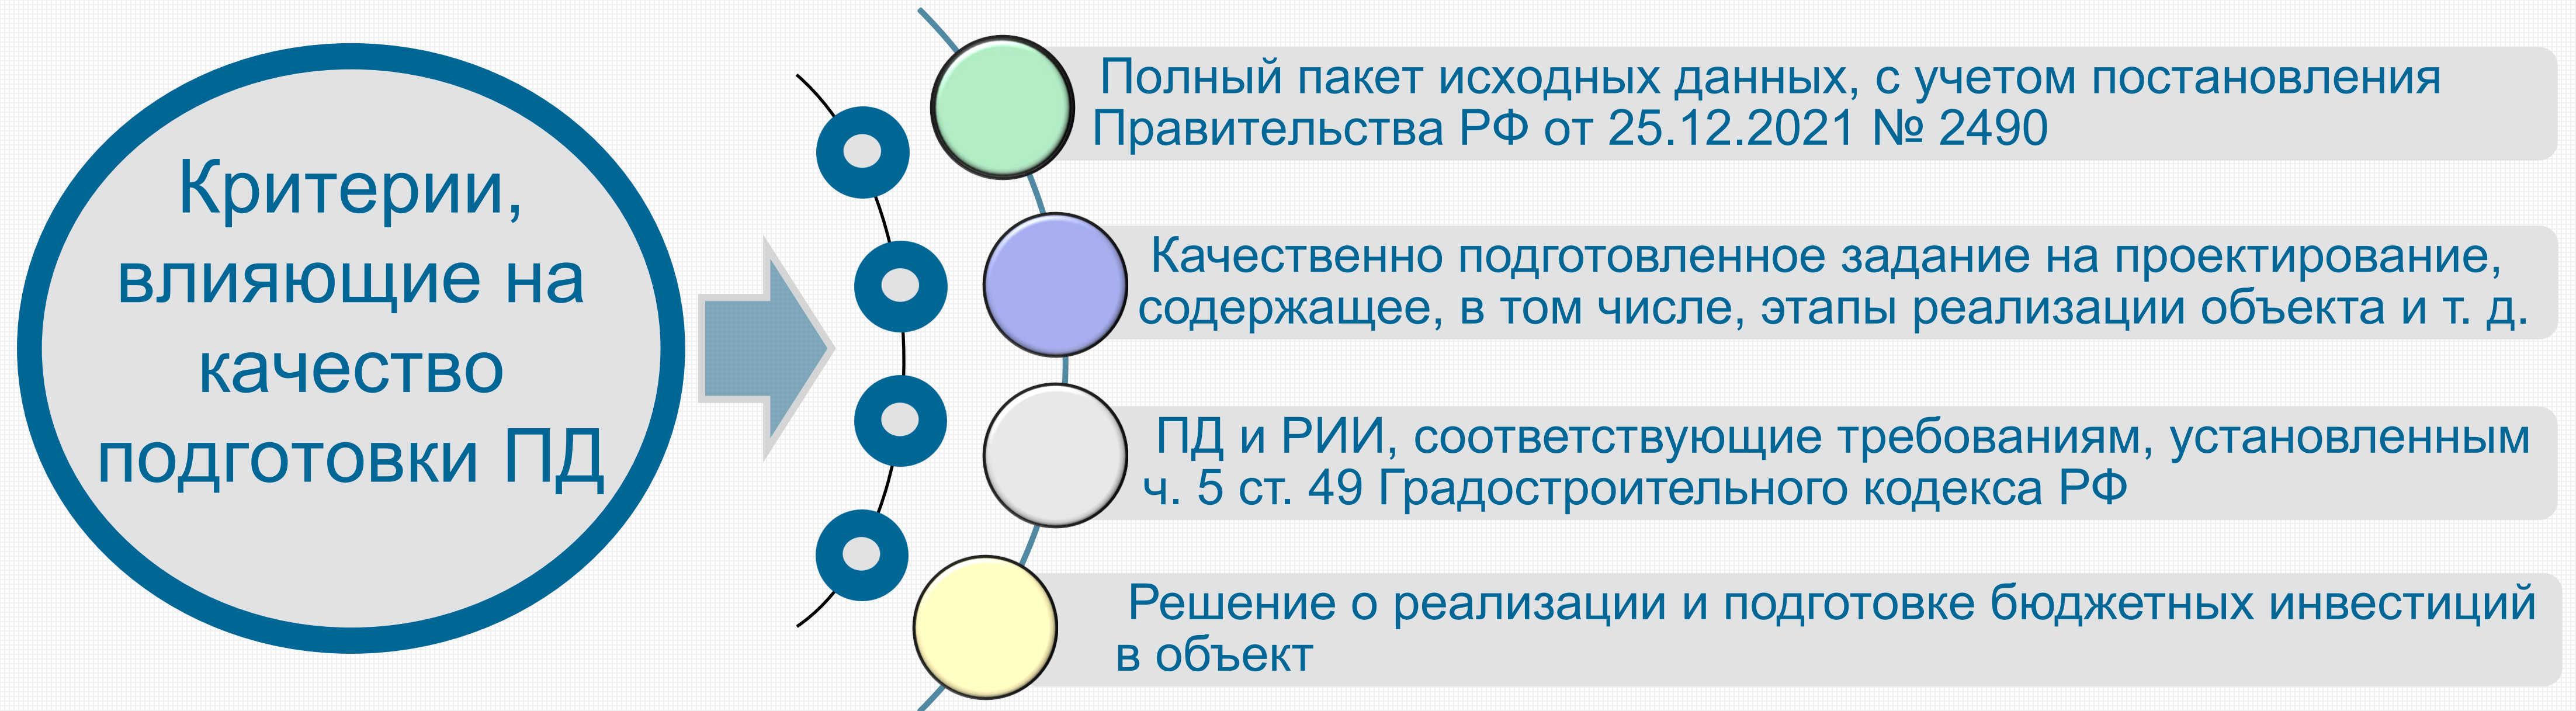 Критерии,
влияющие на
качество
подготовки ПД
Полный пакет исходных данных, с учетом постановления
Правительства РФ от 25.12.2021 № 2490
Качественно подготовленное задание на проектирование,
содержащее, в том числе, этапы реализации объекта и т. д.
ПД и РИИ, соответствующие требованиям, установленным
ч. 5 ст. 49 Градостроительного кодекса РФ
Решение о реализации и подготовке бюджетных инвестиций
в объект